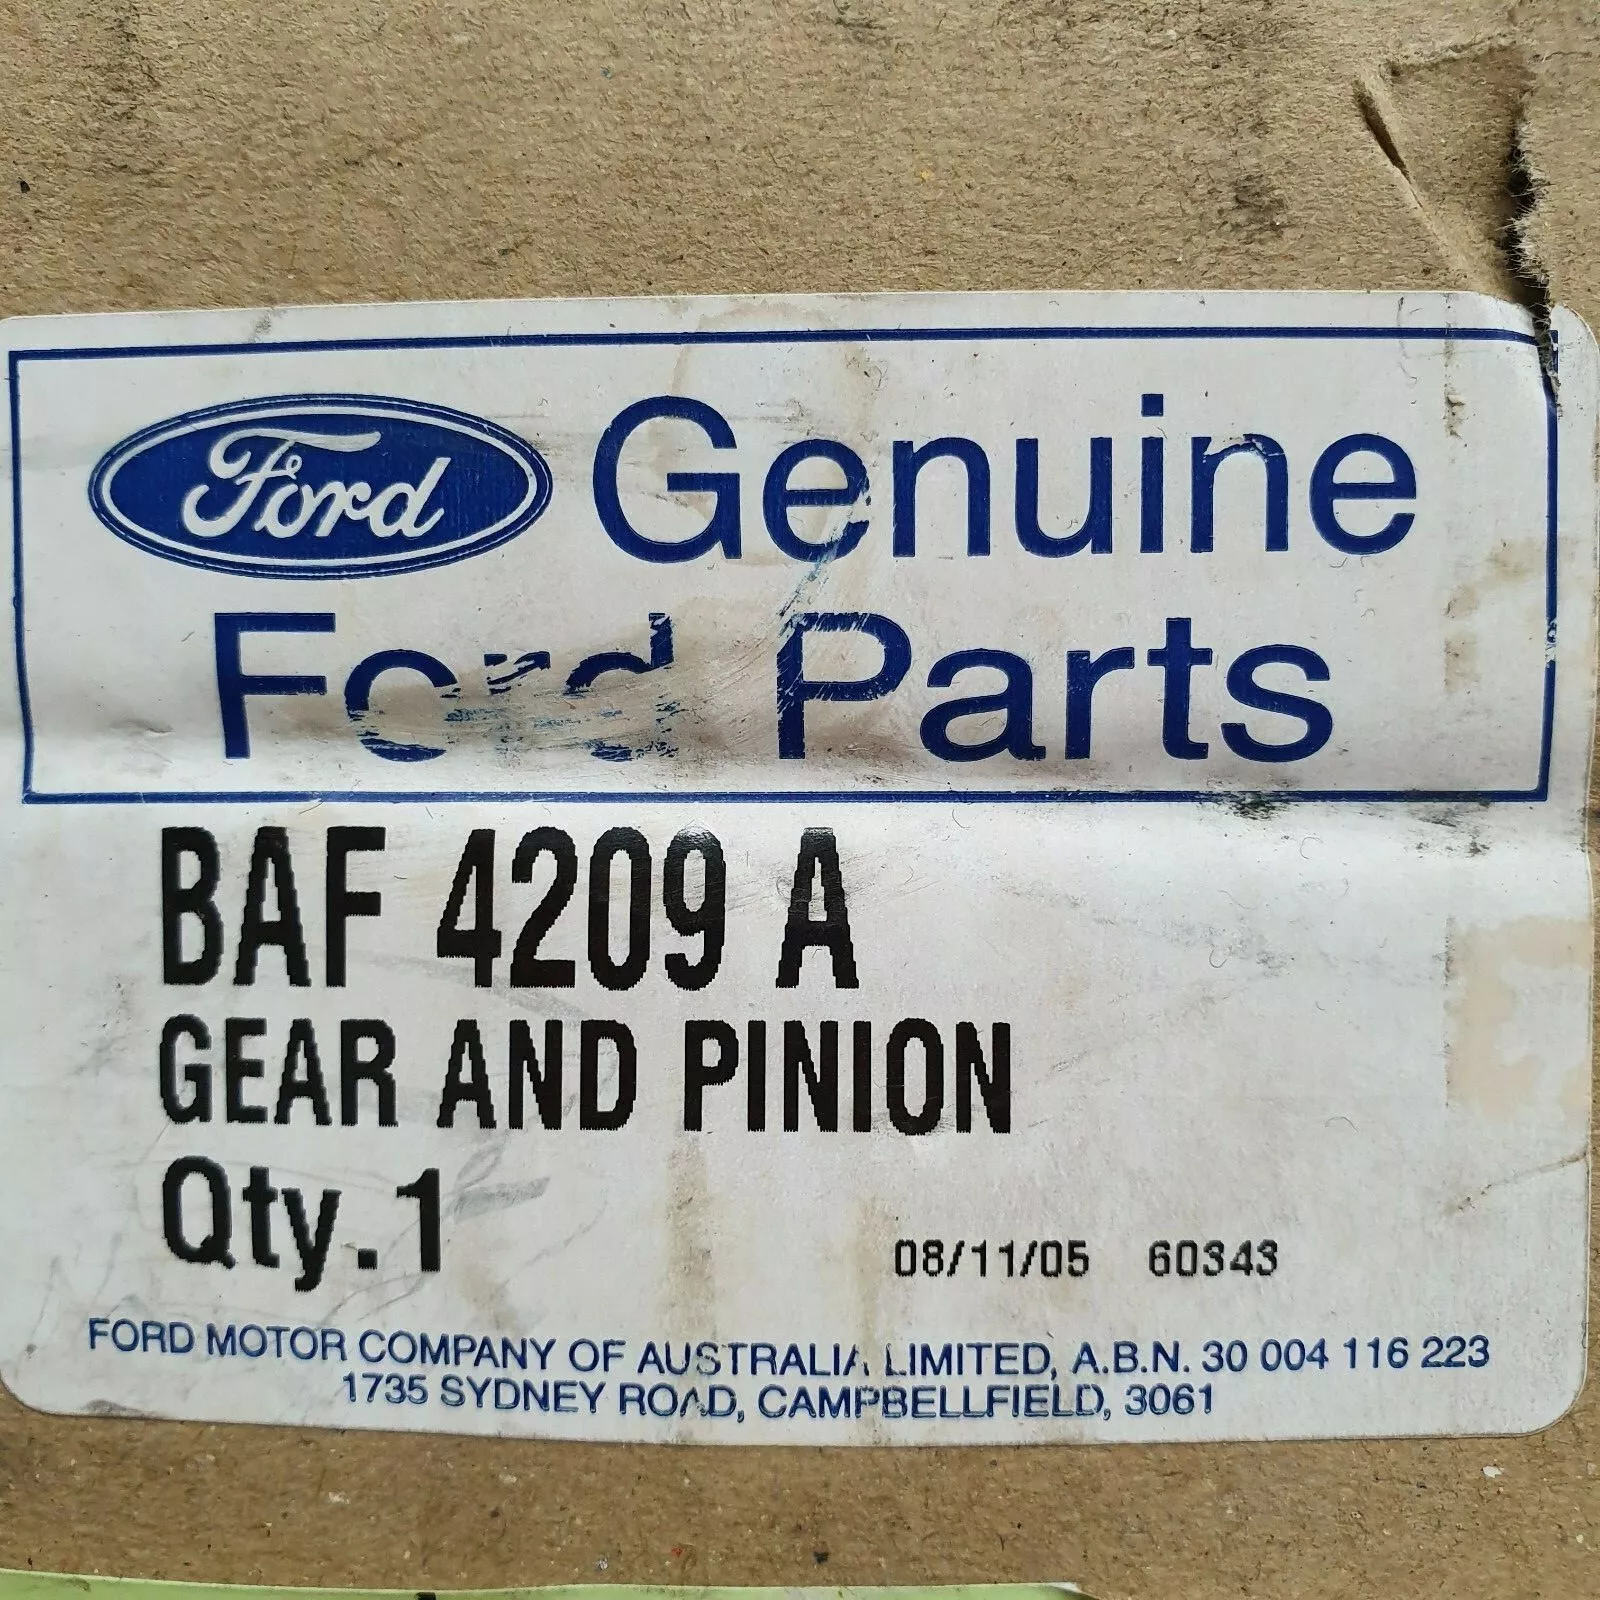 Ford Genuine
Ford Parts
BAF 4209 A
GEAR AND PINION
Qty.1
08/11/05 60343
FORD MOTOR COMPANY OF AUSTRALIA LIMITED, A.B.N. 30 004 116 223
1735 SYDNEY ROAD, CAMPBELLFIELD, 3061